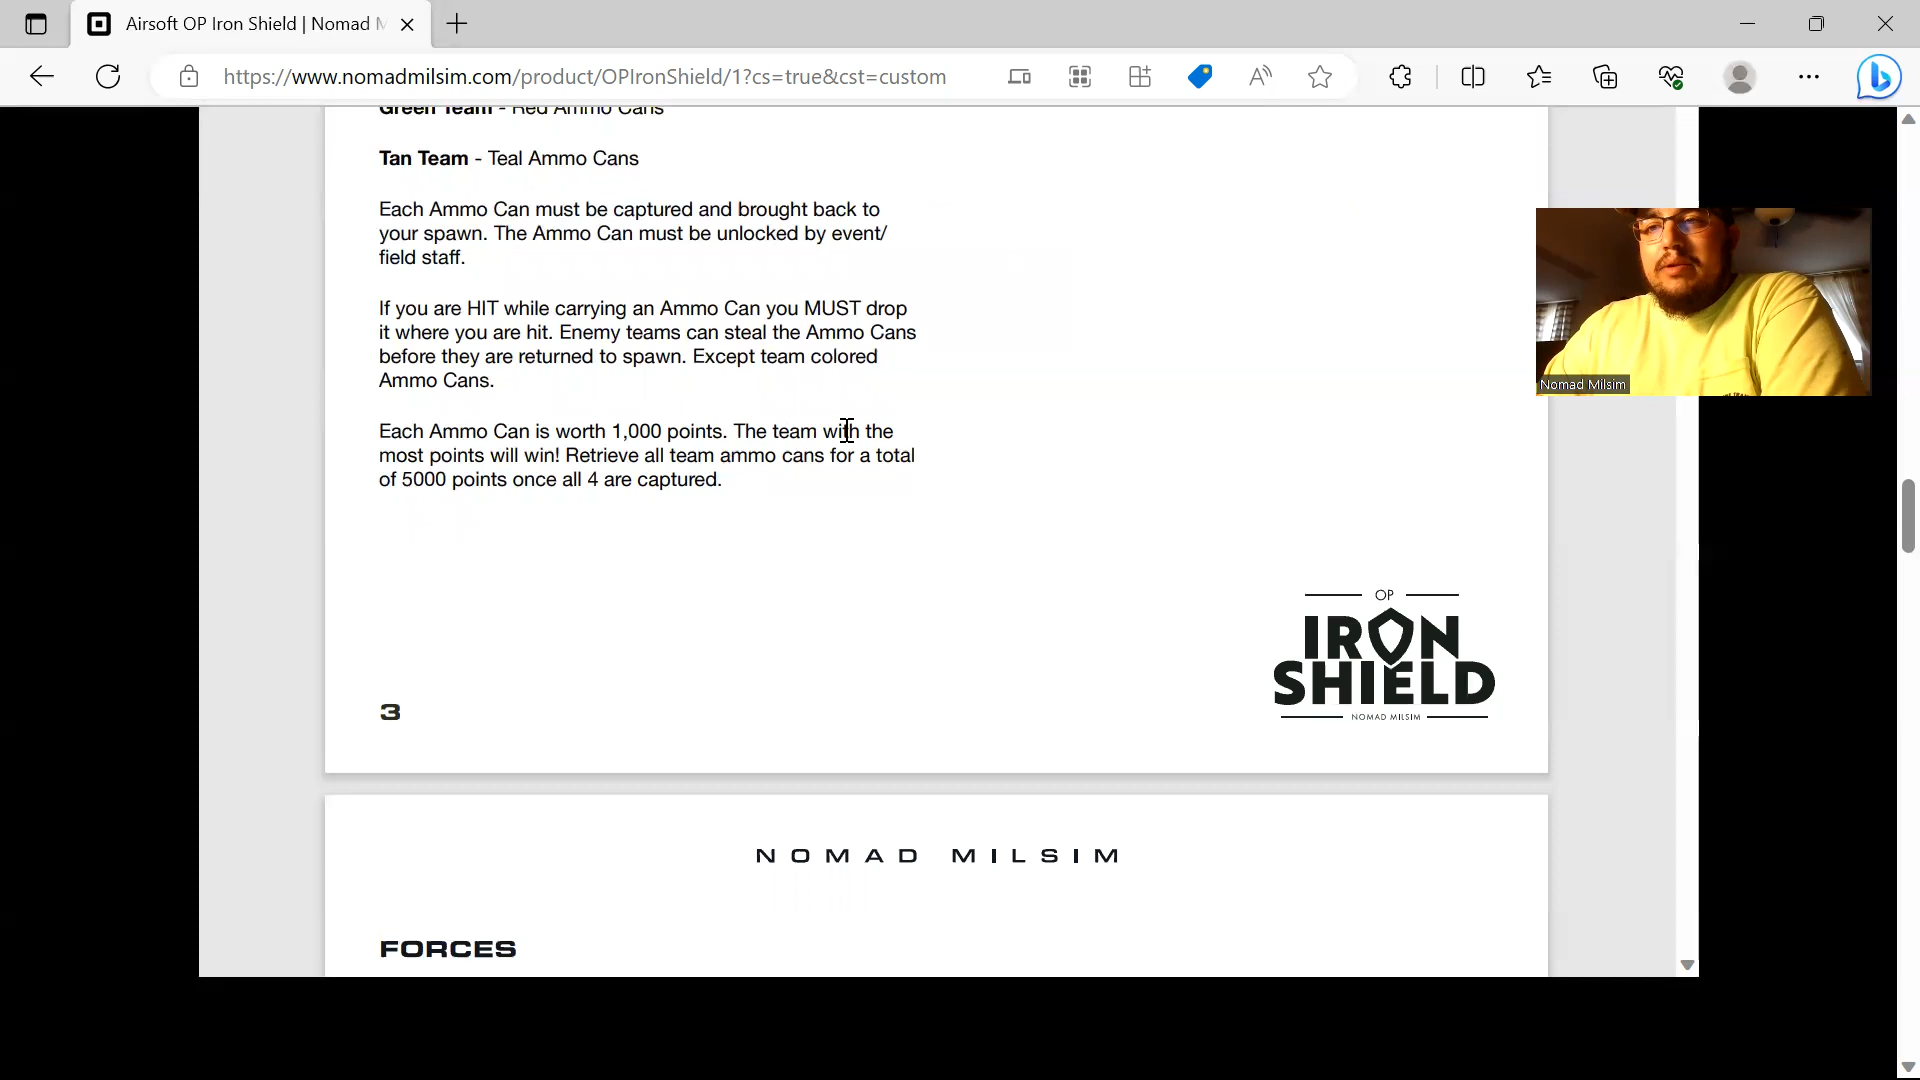 Airsoft OP Iron Shield | Nomad M
https://www.nomadmilsim.com/product/OPIronShield/1?cs=true&cst=custom
Green Team - Red Ammo Cans
Tan Team - Teal Ammo Cans
Each Ammo Can must be captured and brought back to
your spawn. The Ammo Can must be unlocked by event/
field staff.
If you are HIT while carrying an Ammo Can you MUST drop
it where you are hit. Enemy teams can steal the Ammo Cans
before they are returned to spawn. Except team colored
Ammo Cans.
Each Ammo Can is worth 1,000 points. The team with the
most points will win! Retrieve all team ammo cans for a total
of 5000 points once all 4 are captured.
Nomad Milsim
OP
IRON
SHIELD
NOMAD MILSIM
3
NOMAD MILSIM
FORCES